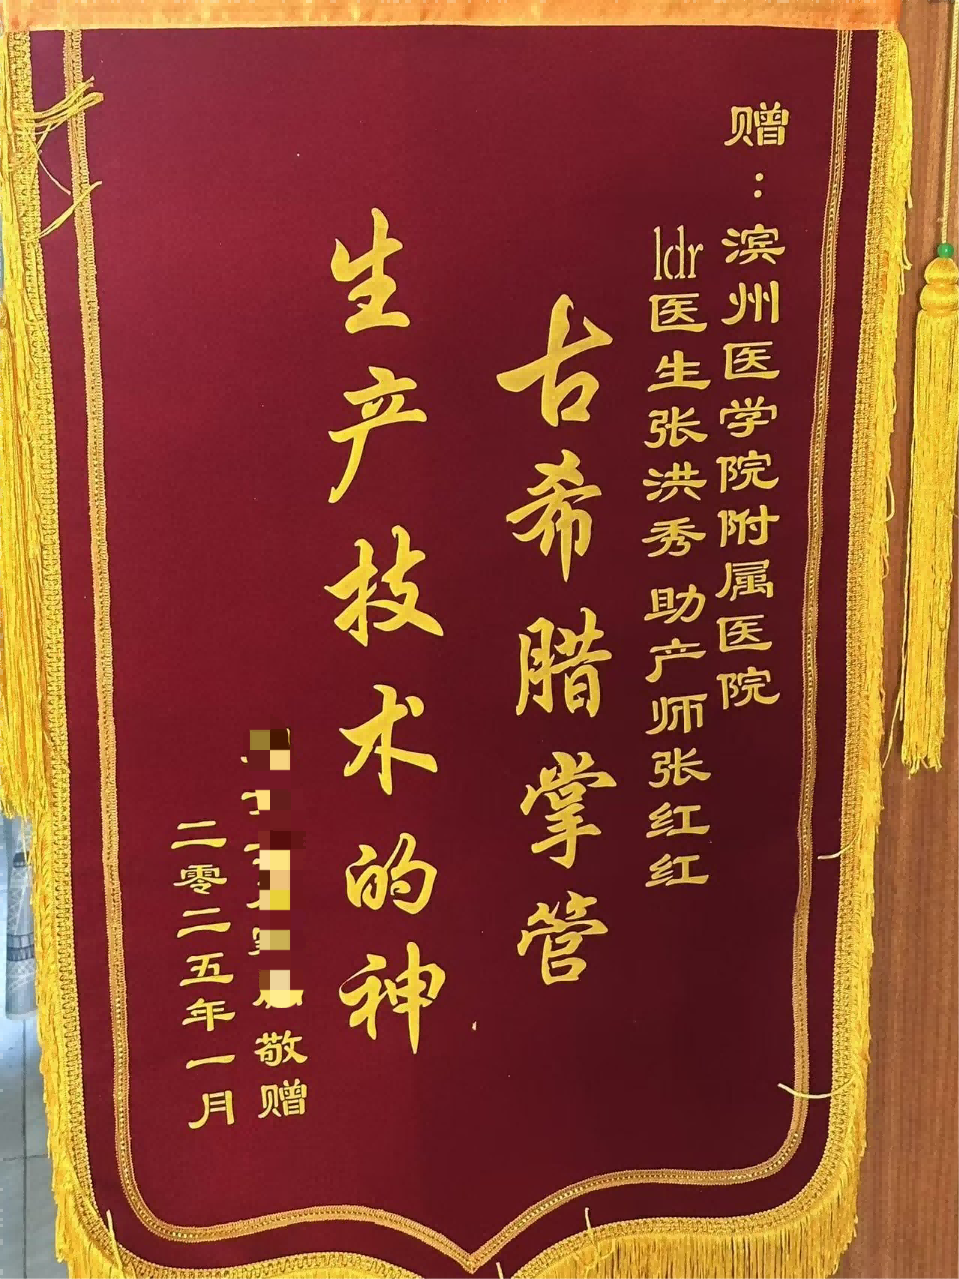 赠：滨州医学院附属医院
ldr医生张洪秀 助产师张红红
古希腊掌管
生产技术的神
敬赠
二零二五年一月